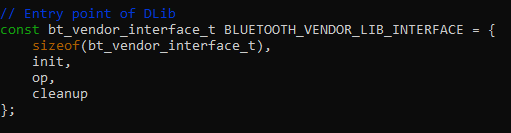 // Entry point of DLib
const bt_vendor_interface_t BLUETOOTH_VENDOR_LIB_INTERFACE = {
    sizeof(bt_vendor_interface_t),
    init,
    op,
    cleanup
};